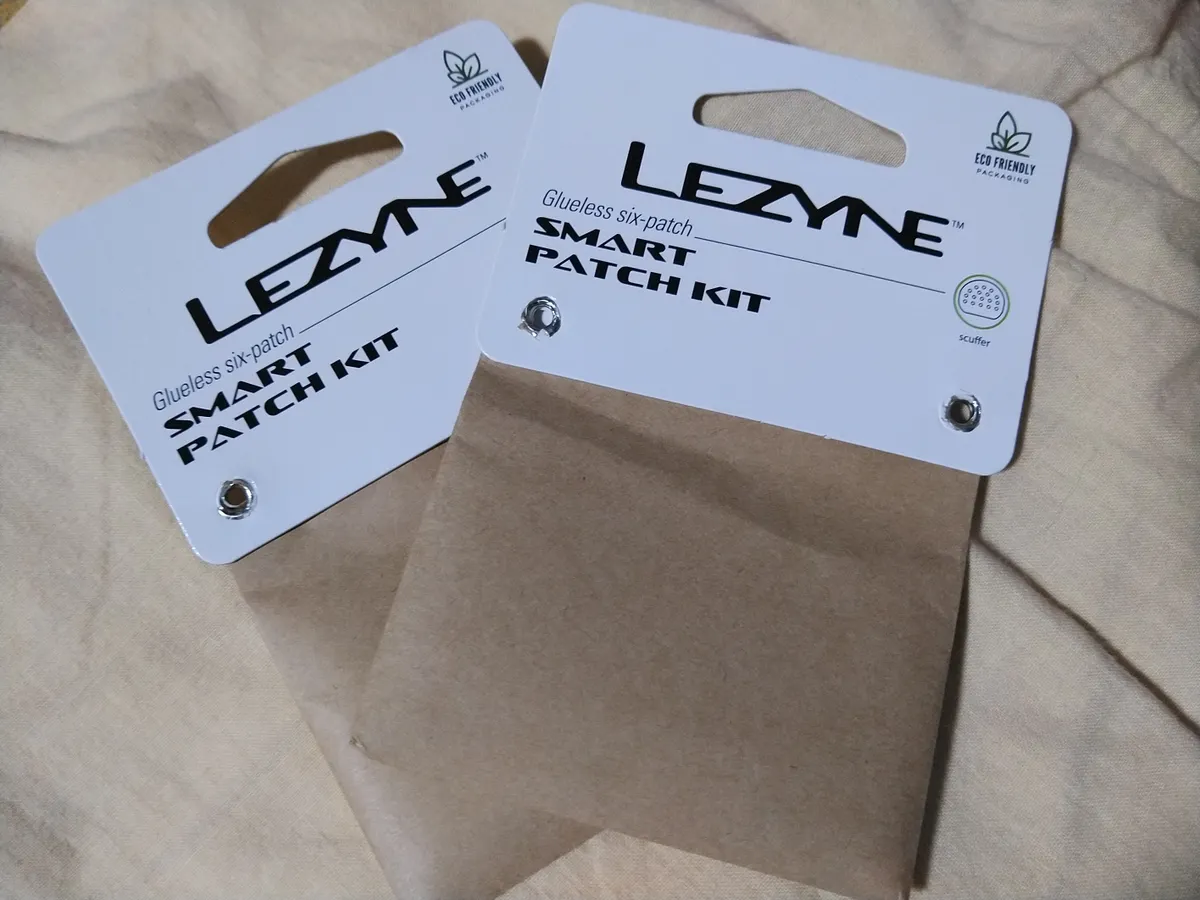 ECO FRIENDLY
PACKAGING
LEZYNE™
Glueless six-patch
SMART
PATCH KIT
ECO FRIENDLY
PACKAGING
LEZYNE™
Glueless six-patch
SMART
PATCH KIT
scuffer